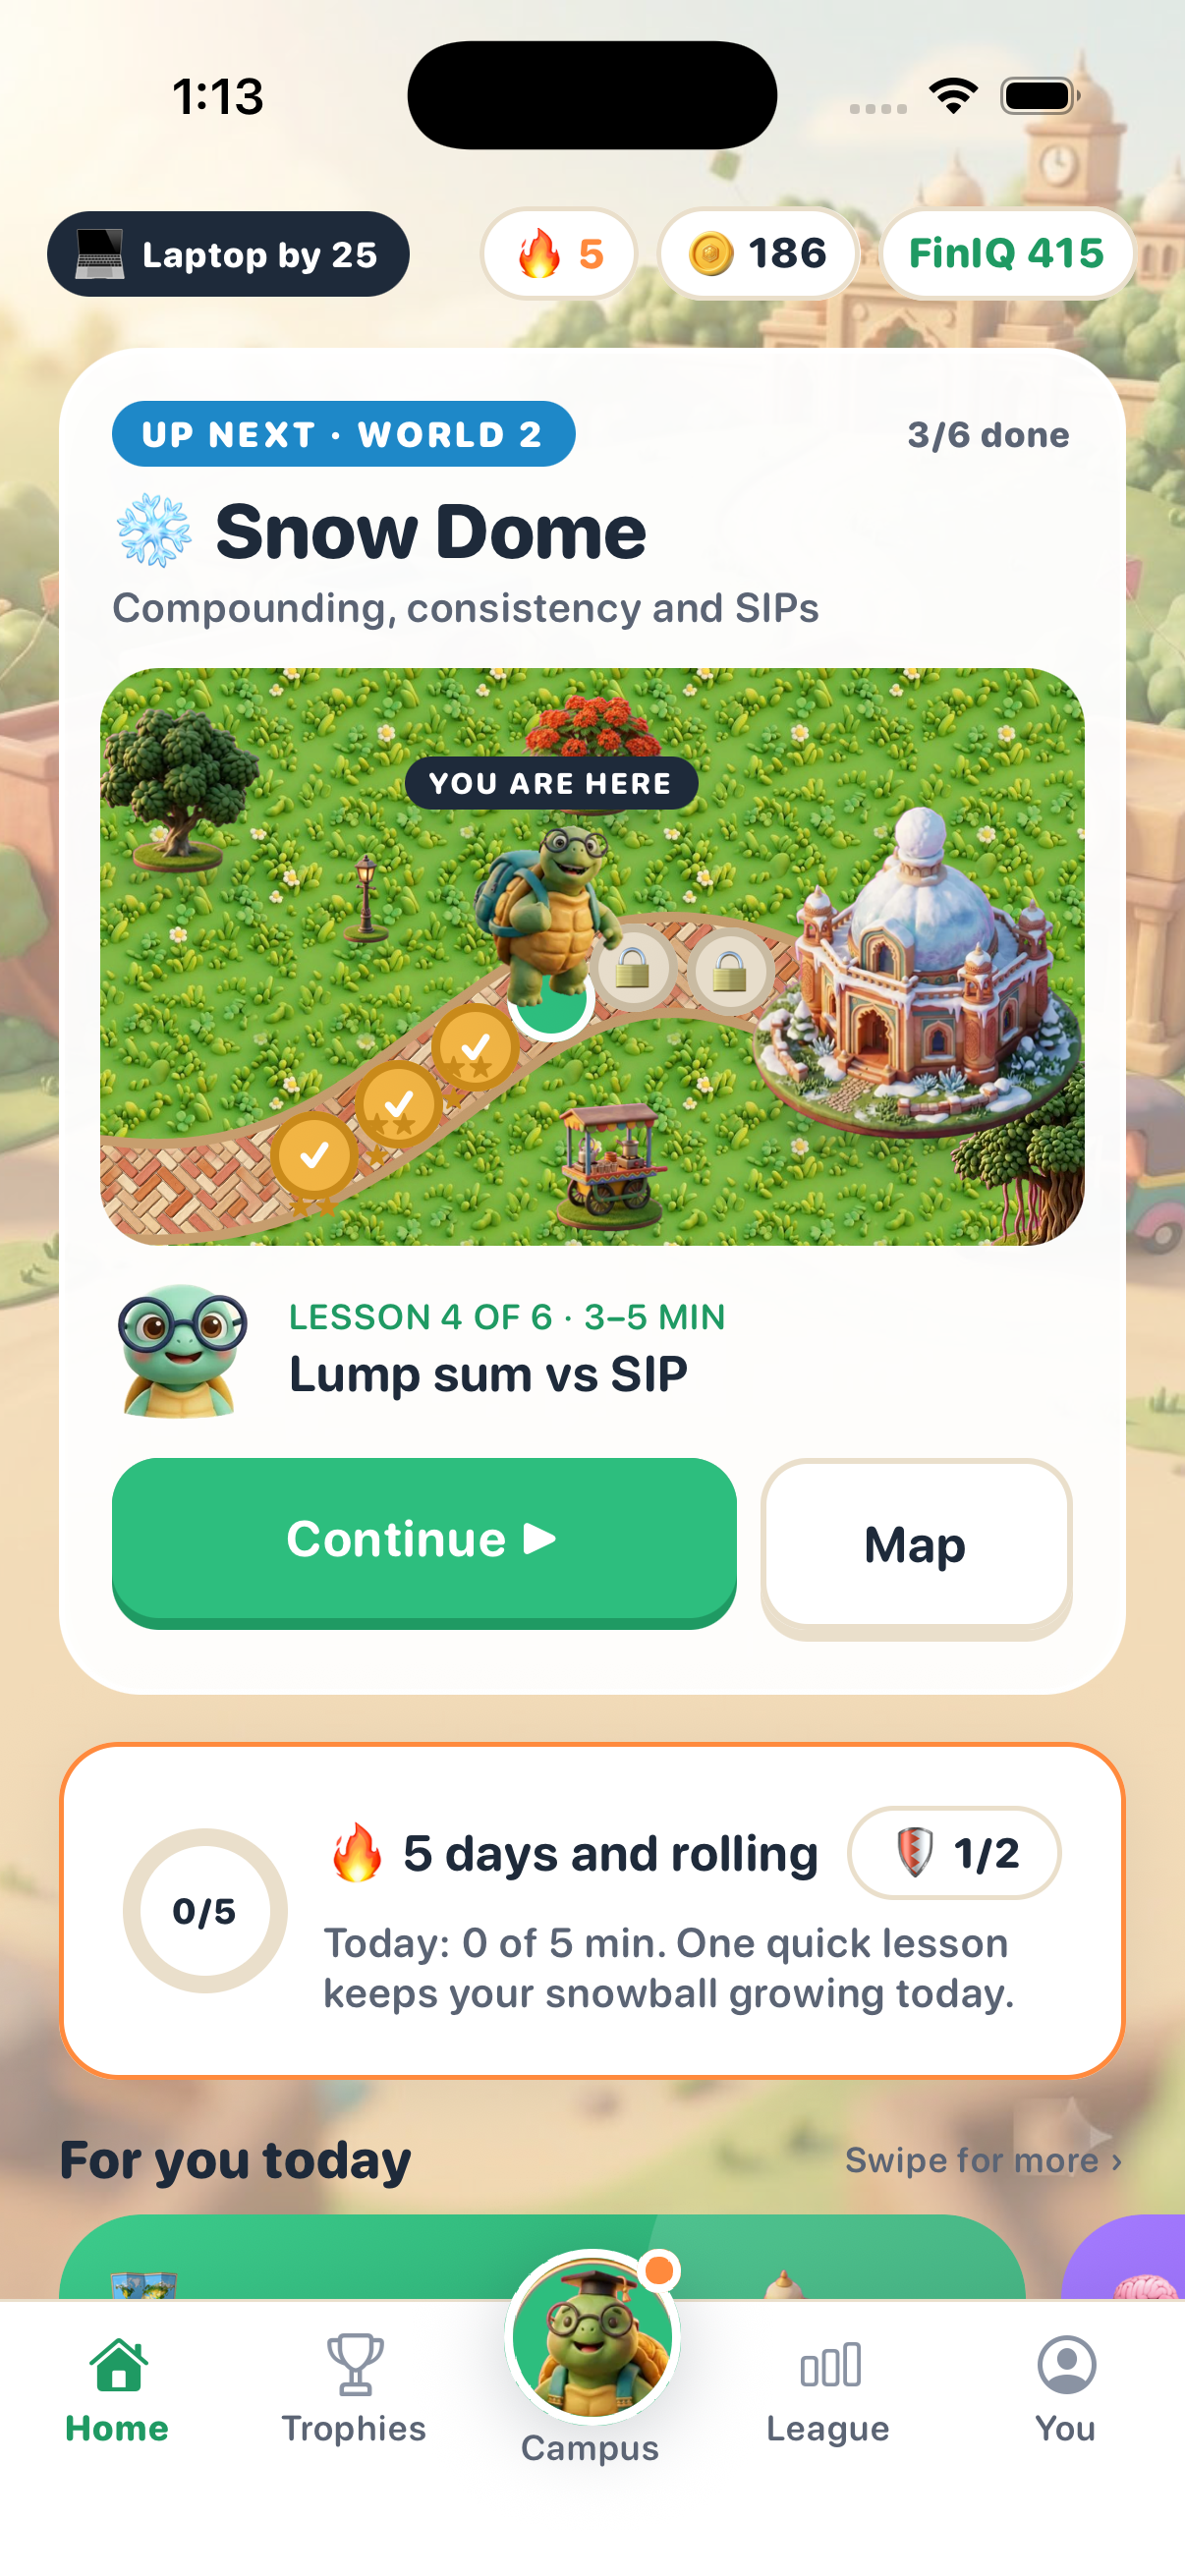 1:13
Laptop by 25
5
186
FinIQ 415
UP NEXT · WORLD 2
3/6 done
Snow Dome
Compounding, consistency and SIPs
YOU ARE HERE
LESSON 4 OF 6 · 3–5 MIN
Lump sum vs SIP
Continue
Map
0/5
5 days and rolling
1/2
Today: 0 of 5 min. One quick lesson
keeps your snowball growing today.
For you today
Swipe for more ›
Home
Trophies
Campus
League
You